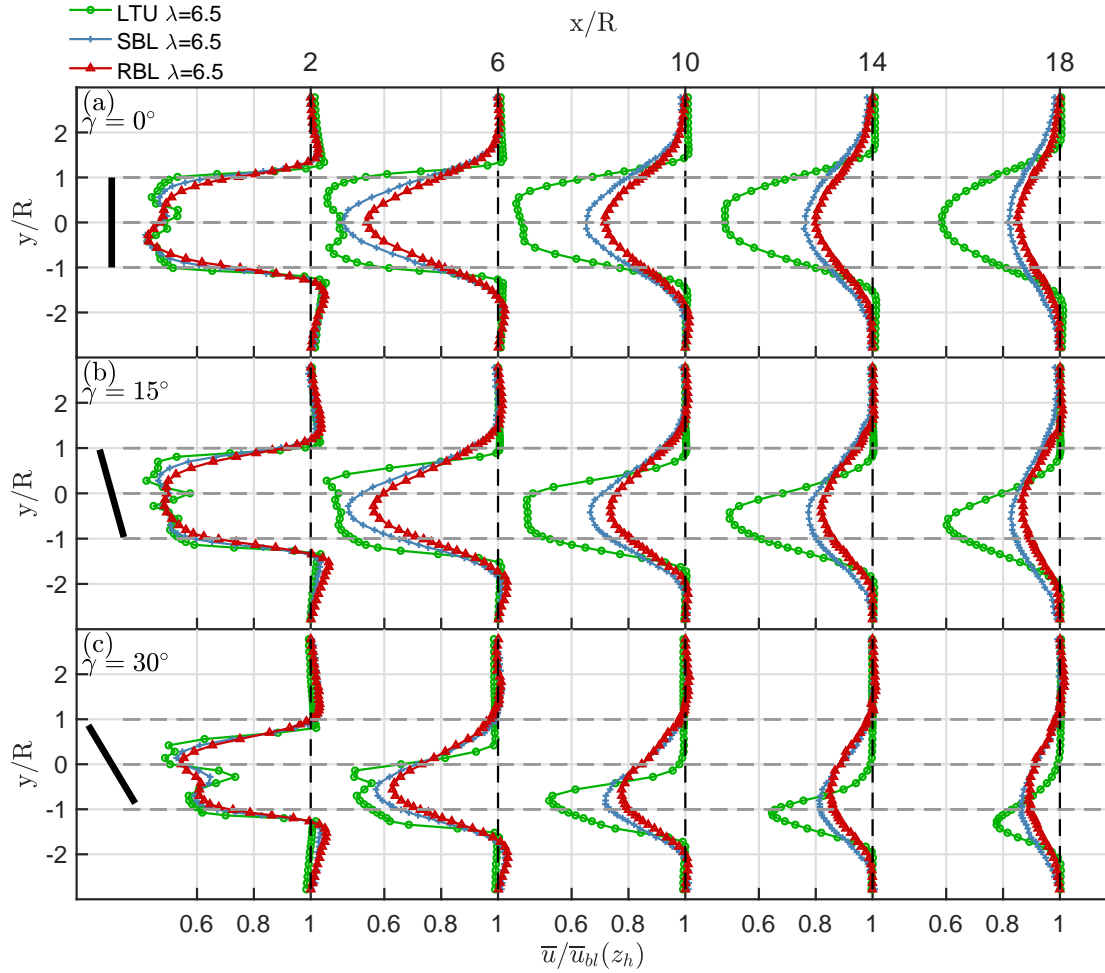 LTU λ=6.5
SBL λ=6.5
RBL λ=6.5
x/R
2 6 10 14 18
(a)
γ = 0°
y/R
2
1
0
-1
-2
(b)
γ = 15°
y/R
2
1
0
-1
-2
(c)
γ = 30°
y/R
2
1
0
-1
-2
0.6 0.8 1 0.6 0.8 1 0.6 0.8 1 0.6 0.8 1 0.6 0.8 1
u̅/u̅_bl(z_h)